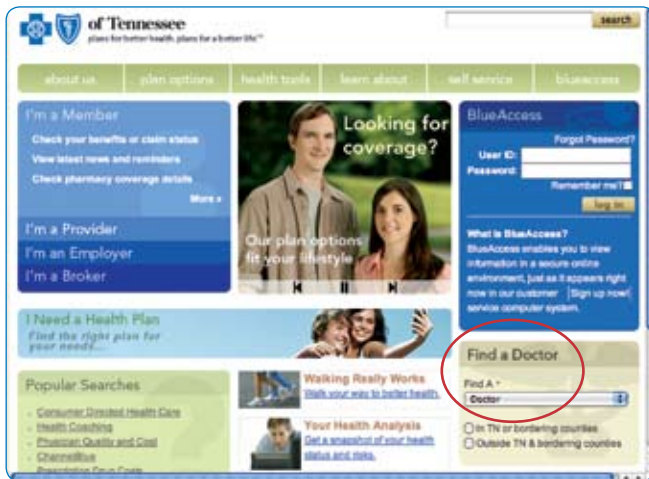 of Tennessee
plans for better health. plans for a better life.™
search
about us
plan options
health tools
learn about
self service
blueaccess
I'm a Member
Check your benefits or claim status
View latest news and reminders
Check pharmacy coverage details
More »
I'm a Provider
I'm an Employer
I'm a Broker
Looking for
coverage?
Our plan options
fit your lifestyle
BlueAccess
Forgot Password?
User ID:
Password:
Remember me?
log in
What is BlueAccess?
BlueAccess enables you to view
information in a secure online
environment, just as it appears right
now in our customer Sign up now!
service computer system.
I Need a Health Plan
Find the right plan for
your needs...
Find a Doctor
Find A
Doctor
In TN or bordering counties
Outside TN & bordering counties
Popular Searches
Consumer Directed Health Care
Health Coaching
Physician Quality and Cost
ChannelBlue
Prescription Drug Costs
Walking Really Works
Walk your way to better health.
Your Health Analysis
Get a snapshot of your health
status and risks.